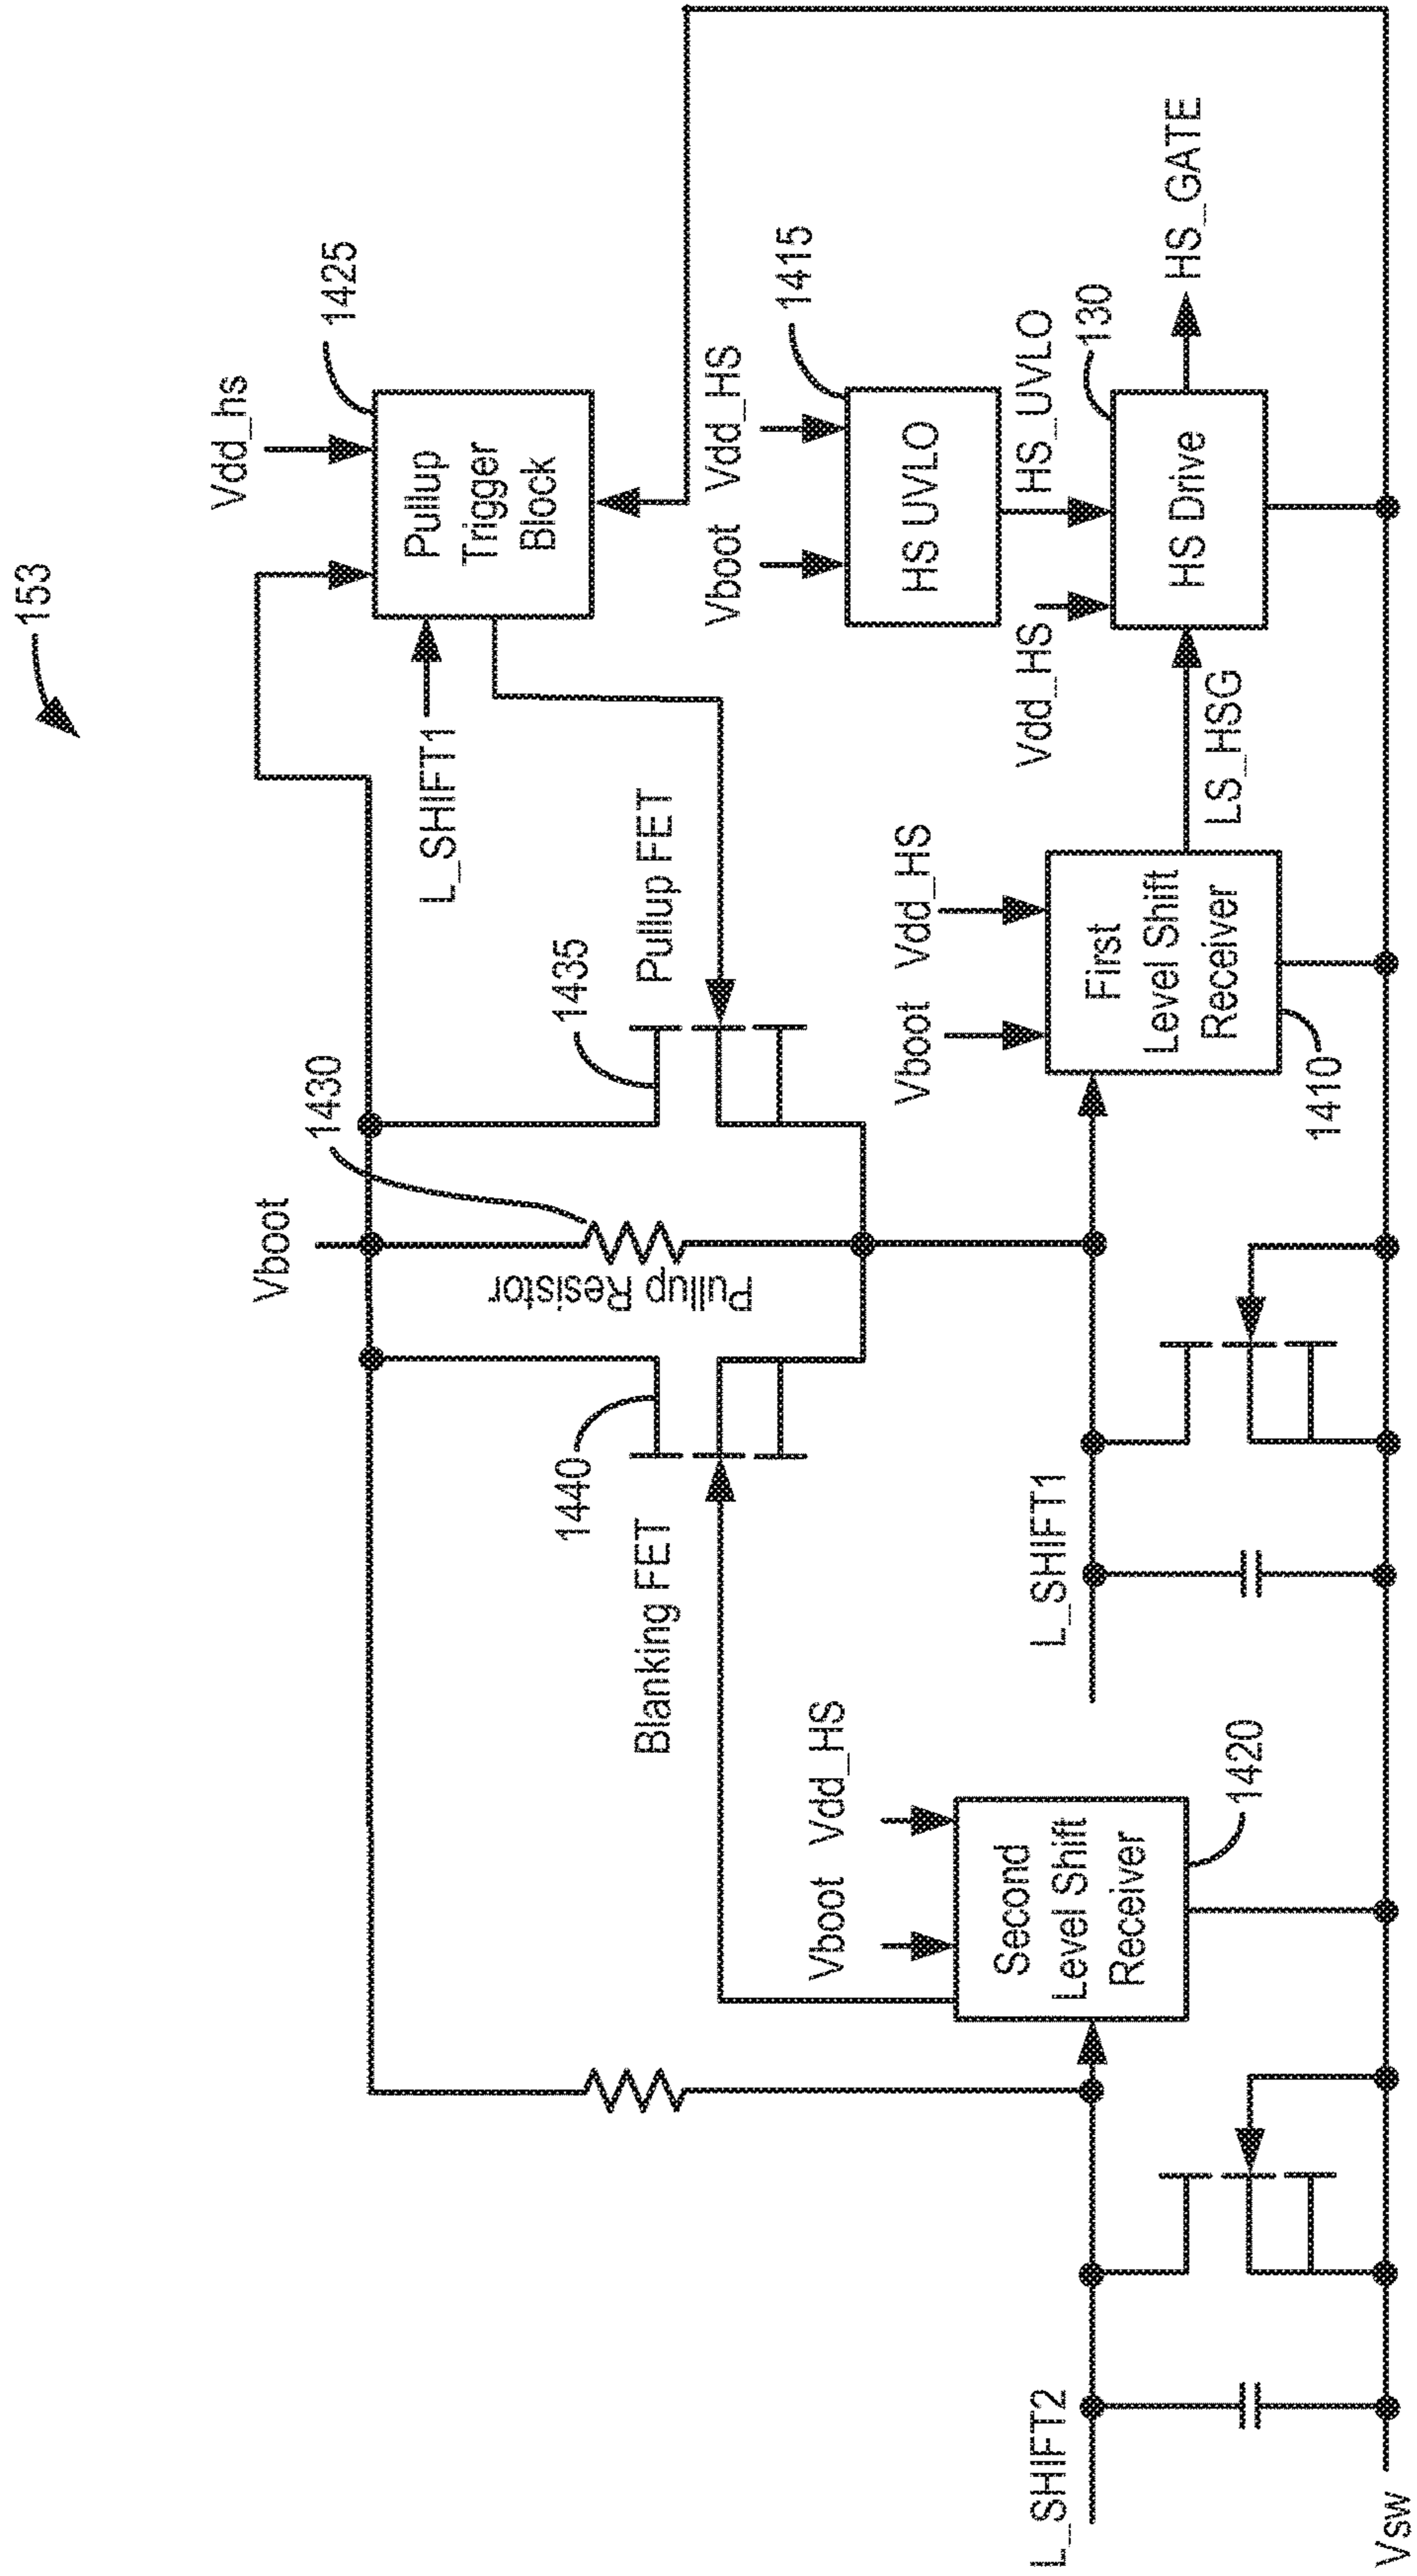 153
Vboot
Vdd_hs
1425
Pullup
Trigger
Block
L_SHIFT1
1430
1435
Pullup FET
Pullup Resistor
1440
Blanking FET
Vboot
Vdd_HS
1415
HS UVLO
HS_UVLO
Vdd_HS
130
HS Drive
HS_GATE
LS_HSG
Vboot
Vdd_HS
First
Level Shift
Receiver
1410
L_SHIFT1
Vboot
Vdd_HS
Second
Level Shift
Receiver
1420
L_SHIFT2
Vsw